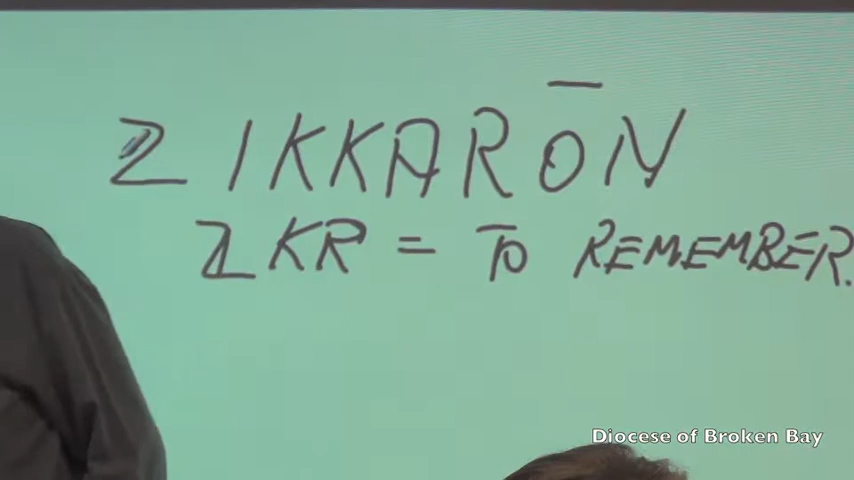 ZIKKARŌN
ZKR = TO REMEMBER.
Diocese of Broken Bay